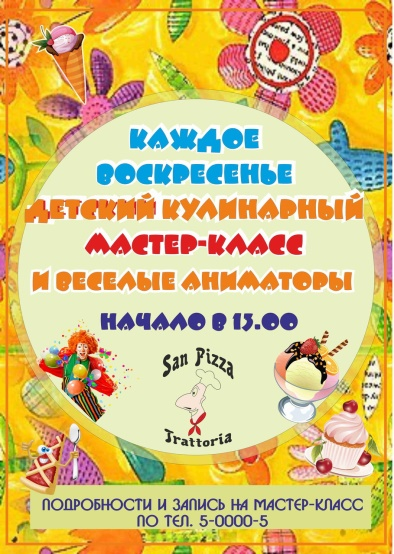 КАЖДОЕ
ВОСКРЕСЕНЬЕ
ДЕТСКИЙ КУЛИНАРНЫЙ
МАСТЕР-КЛАСС
И ВЕСЕЛЫЕ АНИМАТОРЫ
НАЧАЛО В 13.00
San Pizza
Trattoria
ПОДРОБНОСТИ И ЗАПИСЬ НА МАСТЕР-КЛАСС
ПО ТЕЛ. 5-0000-5